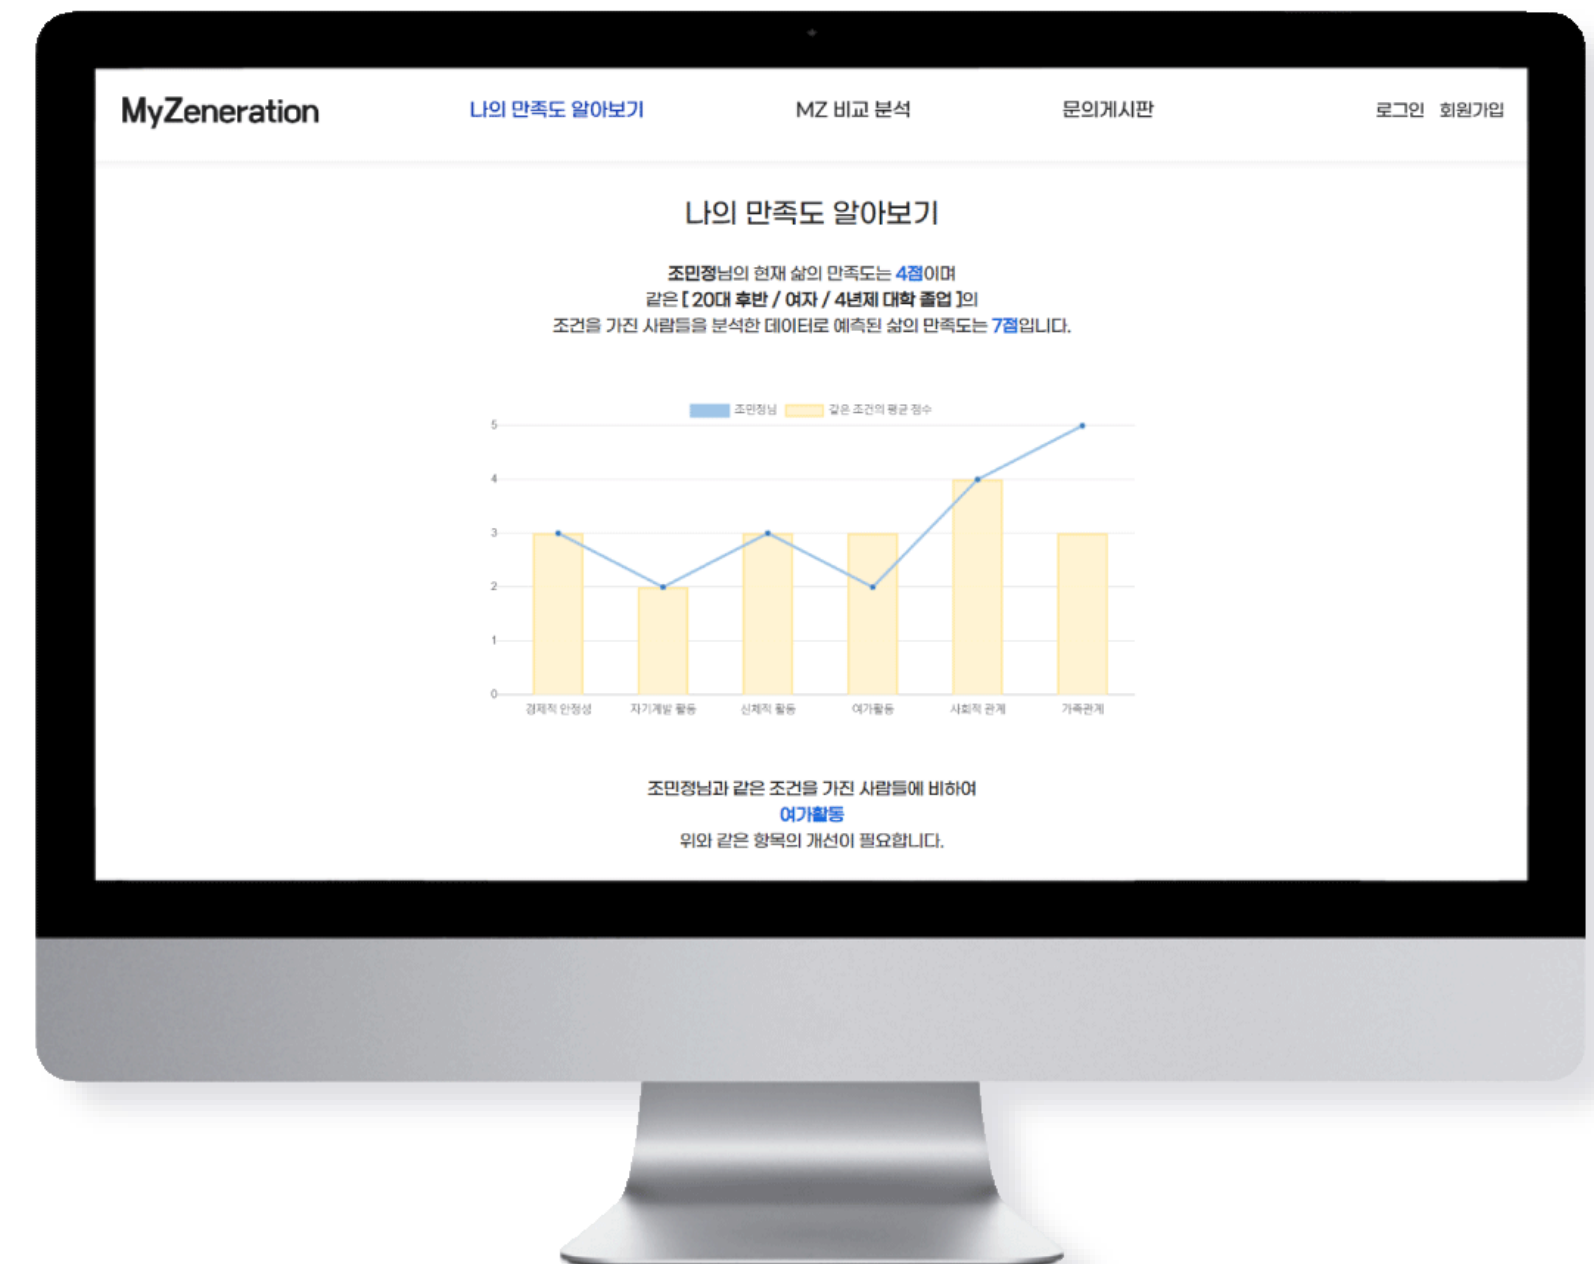 MyZeneration
나의 만족도 알아보기
MZ 비교 분석
문의게시판
로그인 회원가입
나의 만족도 알아보기
조민정님의 현재 삶의 만족도는 4점이며
같은 [ 20대 후반 / 여자 / 4년제 대학 졸업 ]의
조건을 가진 사람들을 분석한 데이터로 예측된 삶의 만족도는 7점입니다.
조민정님 같은 조건의 평균 점수
5
4
3
2
1
0
경제적 안정성 자기계발 활동 신체적 활동 여가활동 사회적 관계 가족관계
조민정님과 같은 조건을 가진 사람들에 비하여
여가활동
위와 같은 항목의 개선이 필요합니다.